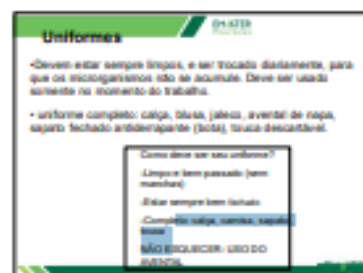 EMATER
Uniformes
•Devem estar sempre limpos, e ser trocado diariamente, para
que os microrganismos não se acumule. Deve ser usado
somente no momento do trabalho.
• uniforme completo: calça, blusa, jaleco, avental de napa,
sapato fechado antiderrapante (bota), touca descartável.
Como deve ser seu uniforme?
-Limpo e bem passado (sem
manchas)
-Estar sempre bem
-Completo calça, camisa, sapato,
touca
NÃO ESQUECER: USO DO
AVENTAL